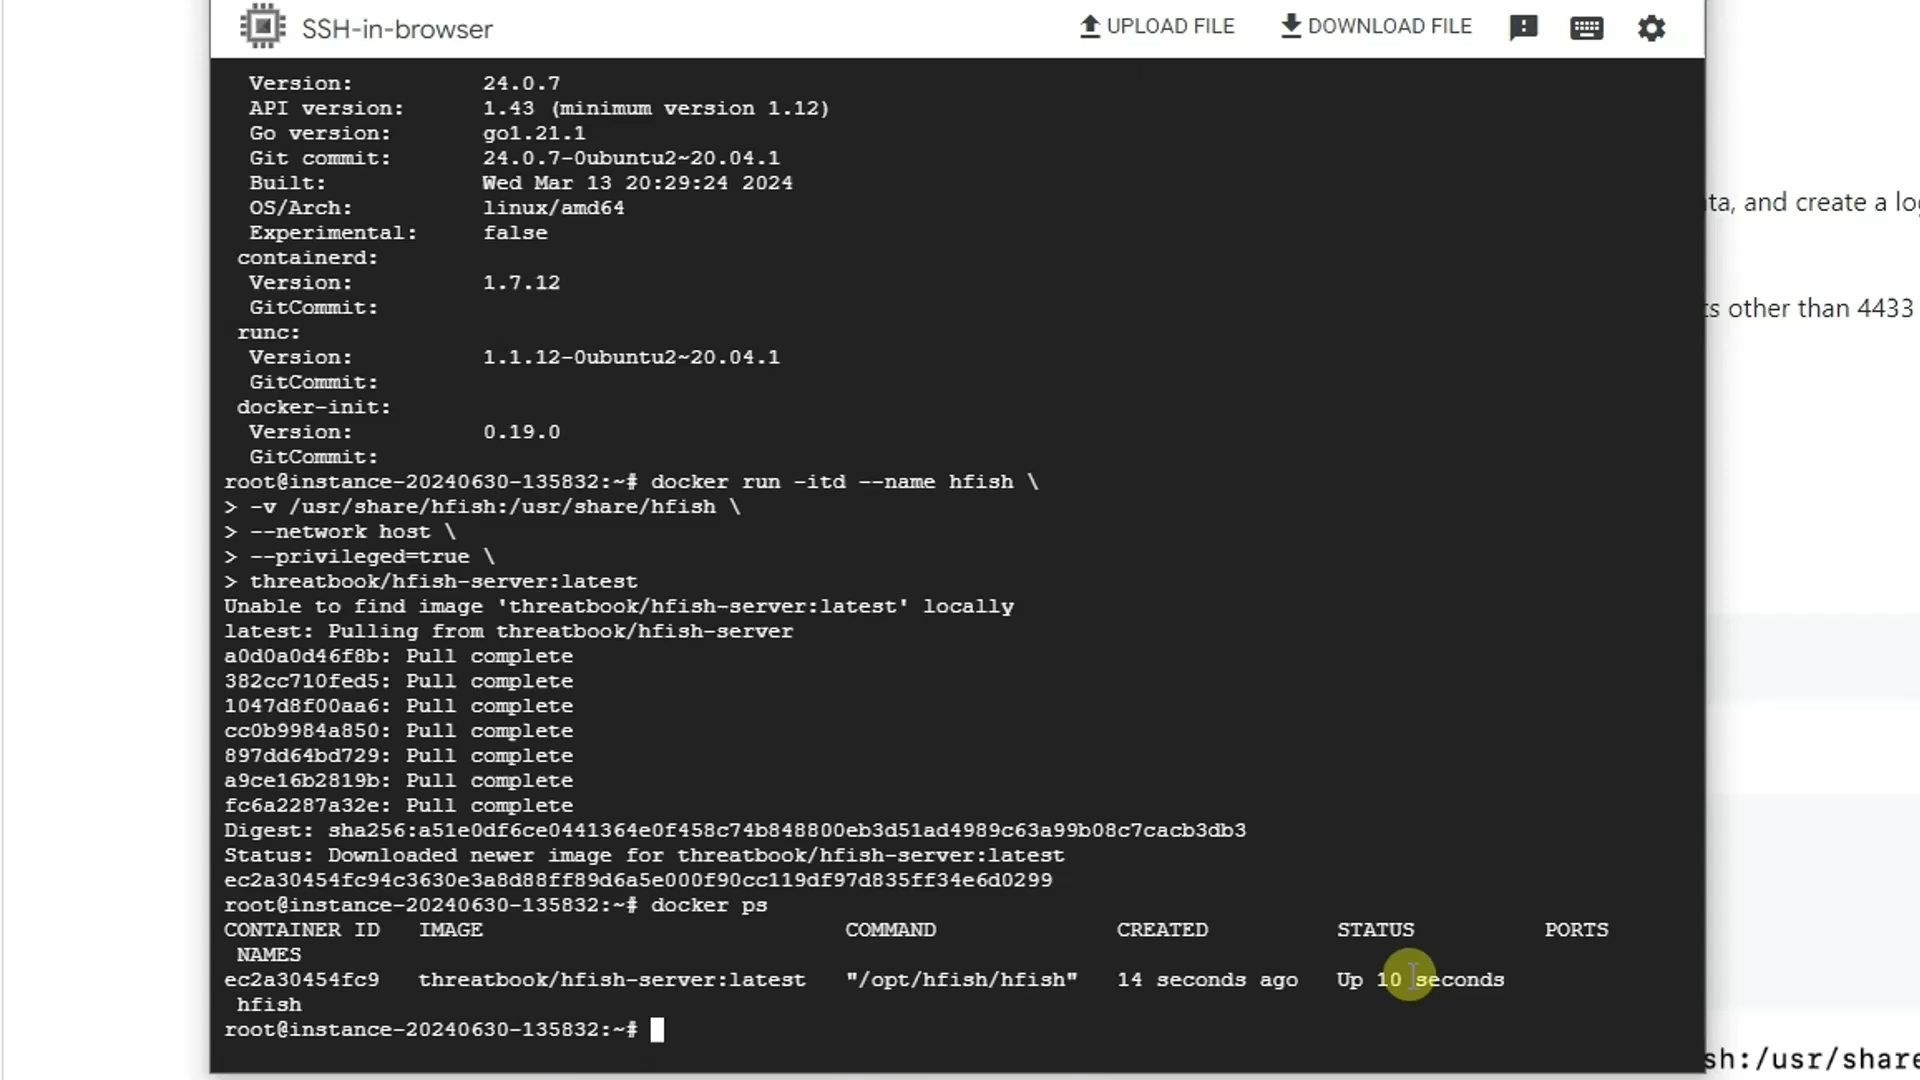 SSH-in-browser
UPLOAD FILE
DOWNLOAD FILE
Version: 24.0.7
API version: 1.43 (minimum version 1.12)
Go version: go1.21.1
Git commit: 24.0.7-0ubuntu2~20.04.1
Built: Wed Mar 13 20:29:24 2024
OS/Arch: linux/amd64
Experimental: false
containerd:
Version: 1.7.12
GitCommit:
runc:
Version: 1.1.12-0ubuntu2~20.04.1
GitCommit:
docker-init:
Version: 0.19.0
GitCommit:
root@instance-20240630-135832:~# docker run -itd --name hfish \
> -v /usr/share/hfish:/usr/share/hfish \
> --network host \
> --privileged=true \
> threatbook/hfish-server:latest
Unable to find image 'threatbook/hfish-server:latest' locally
latest: Pulling from threatbook/hfish-server
a0d0a0d46f8b: Pull complete
382cc710fed5: Pull complete
1047d8f00aa6: Pull complete
cc0b9984a850: Pull complete
897dd64bd729: Pull complete
a9ce16b2819b: Pull complete
fc6a2287a32e: Pull complete
Digest: sha256:a51e0df6ce0441364e0f458c74b848800eb3d51ad4989c63a99b08c7cacb3db3
Status: Downloaded newer image for threatbook/hfish-server:latest
ec2a30454fc94c3630e3a8d88ff89d6a5e000f90cc119df97d835ff34e6d0299
root@instance-20240630-135832:~# docker ps
CONTAINER ID IMAGE COMMAND CREATED STATUS PORTS
NAMES
ec2a30454fc9 threatbook/hfish-server:latest "/opt/hfish/hfish" 14 seconds ago Up 10 seconds
hfish
root@instance-20240630-135832:~#
ta, and create a lo
s other than 4433
sh:/usr/share